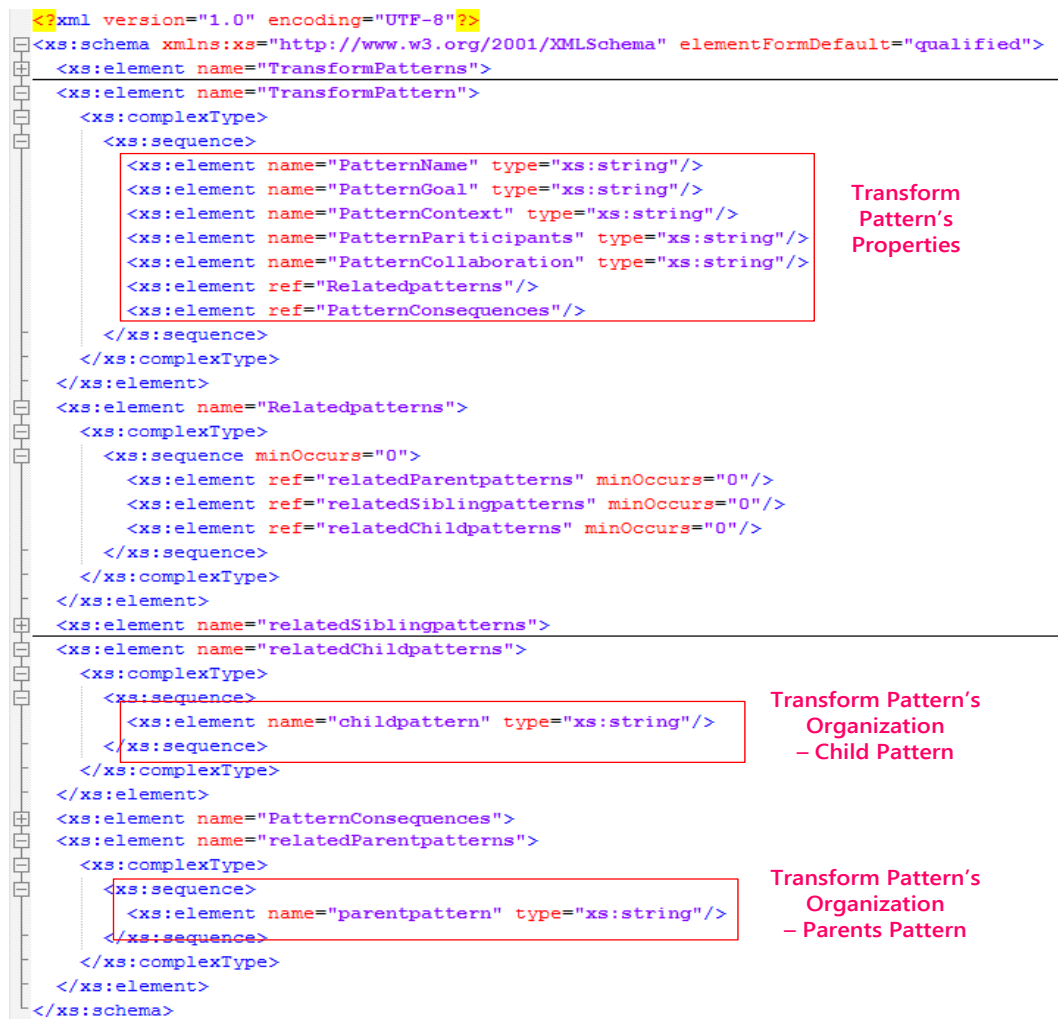 <?xml version="1.0" encoding="UTF-8"?>
<xs:schema xmlns:xs="http://www.w3.org/2001/XMLSchema" elementFormDefault="qualified">
<xs:element name="TransformPatterns">
<xs:element name="TransformPattern">
<xs:complexType>
<xs:sequence>
<xs:element name="PatternName" type="xs:string"/>
<xs:element name="PatternGoal" type="xs:string"/>
<xs:element name="PatternContext" type="xs:string"/>
<xs:element name="PatternPariticipants" type="xs:string"/>
<xs:element name="PatternCollaboration" type="xs:string"/>
<xs:element ref="Relatedpatterns"/>
<xs:element ref="PatternConsequences"/>
Transform
Pattern's
Properties
</xs:sequence>
</xs:complexType>
</xs:element>
<xs:element name="Relatedpatterns">
<xs:complexType>
<xs:sequence minOccurs="0">
<xs:element ref="relatedParentpatterns" minOccurs="0"/>
<xs:element ref="relatedSiblingpatterns" minOccurs="0"/>
<xs:element ref="relatedChildpatterns" minOccurs="0"/>
</xs:sequence>
</xs:complexType>
</xs:element>
<xs:element name="relatedSiblingpatterns">
<xs:element name="relatedChildpatterns">
<xs:complexType>
<xs:sequence>
<xs:element name="childpattern" type="xs:string"/>
</xs:sequence>
Transform Pattern's
Organization
– Child Pattern
</xs:complexType>
</xs:element>
<xs:element name="PatternConsequences">
<xs:element name="relatedParentpatterns">
<xs:complexType>
<xs:sequence>
<xs:element name="parentpattern" type="xs:string"/>
</xs:sequence>
Transform Pattern's
Organization
– Parents Pattern
</xs:complexType>
</xs:element>
</xs:schema>